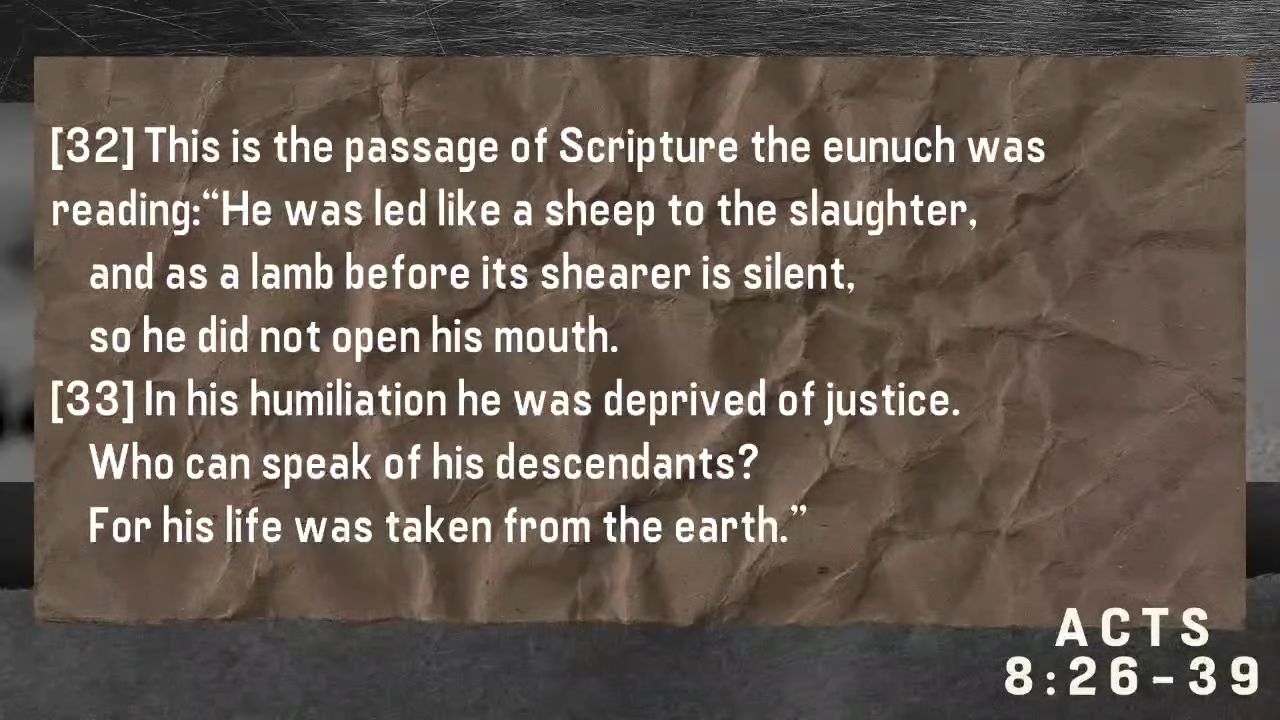 [32] This is the passage of Scripture the eunuch was
reading:“He was led like a sheep to the slaughter,
and as a lamb before its shearer is silent,
so he did not open his mouth.
[33] In his humiliation he was deprived of justice.
Who can speak of his descendants?
For his life was taken from the earth.”
ACTS
8:26-39